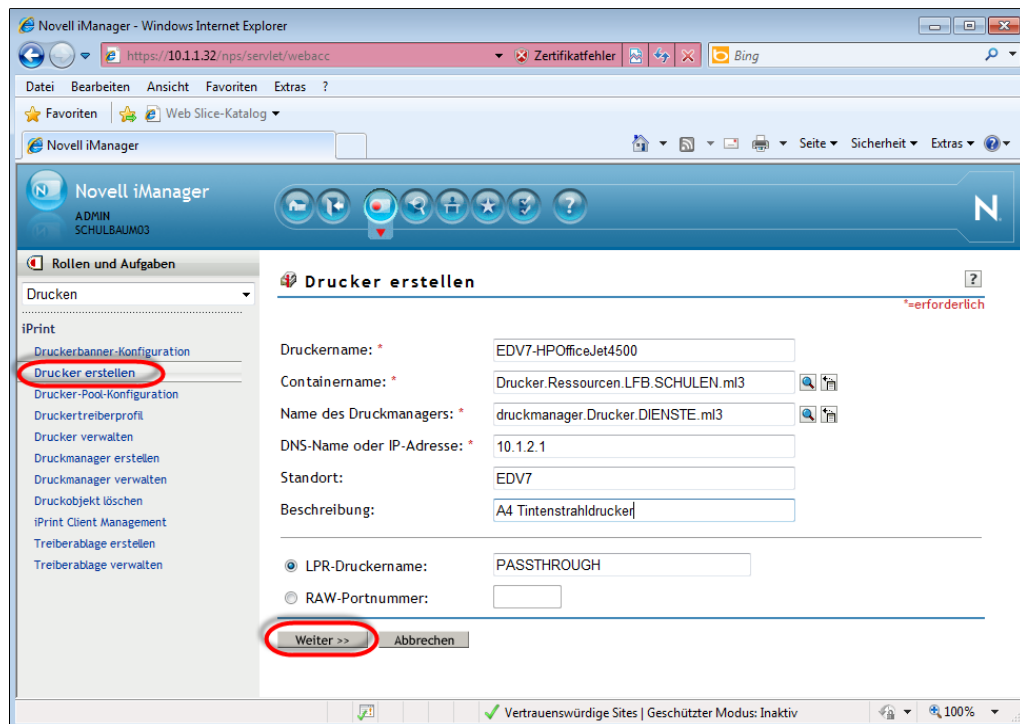 Novell iManager - Windows Internet Explorer
https://10.1.1.32/nps/servlet/webacc
Zertifikatfehler
Bing
Datei Bearbeiten Ansicht Favoriten Extras ?
Favoriten Web Slice-Katalog
Novell iManager
Seite Sicherheit Extras
Novell iManager
ADMIN
SCHULBAUM03
N
N
Rollen und Aufgaben
Drucken
iPrint
Druckerbanner-Konfiguration
Drucker erstellen
Drucker-Pool-Konfiguration
Druckertreiberprofil
Drucker verwalten
Druckmanager erstellen
Druckmanager verwalten
Druckobjekt löschen
iPrint Client Management
Treiberablage erstellen
Treiberablage verwalten
Drucker erstellen
?
*=erforderlich
Druckername: * EDV7-HPOfficeJet4500
Containername: * Drucker.Ressourcen.LFB.SCHULEN.ml3
Name des Druckmanagers: * druckmanager.Drucker.DIENSTE.ml3
DNS-Name oder IP-Adresse: * 10.1.2.1
Standort: EDV7
Beschreibung: A4 Tintenstrahldrucker
LPR-Druckername: PASSTHROUGH
RAW-Portnummer:
Weiter >> Abbrechen
Vertrauenswürdige Sites | Geschützter Modus: Inaktiv
100%